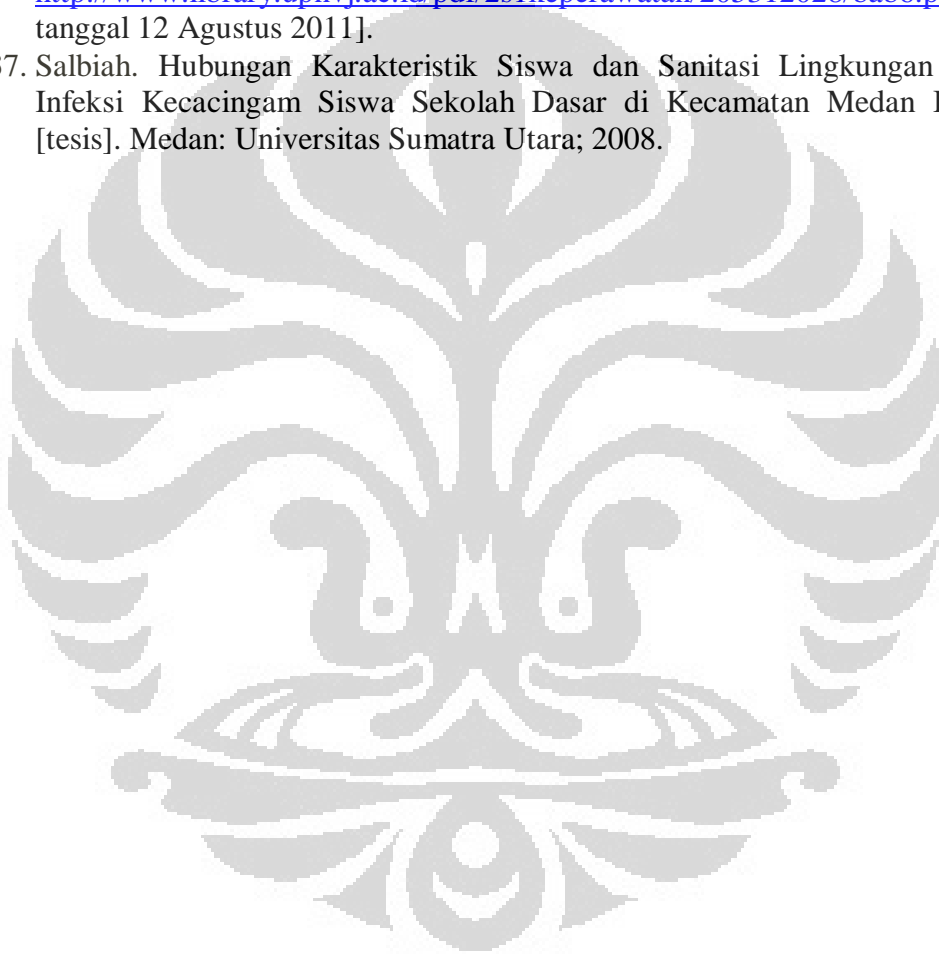 tanggal 12 Agustus 2011].
37. Salbiah. Hubungan Karakteristik Siswa dan Sanitasi Lingkungan
Infeksi Kecacingam Siswa Sekolah Dasar di Kecamatan Medan
[tesis]. Medan: Universitas Sumatra Utara; 2008.